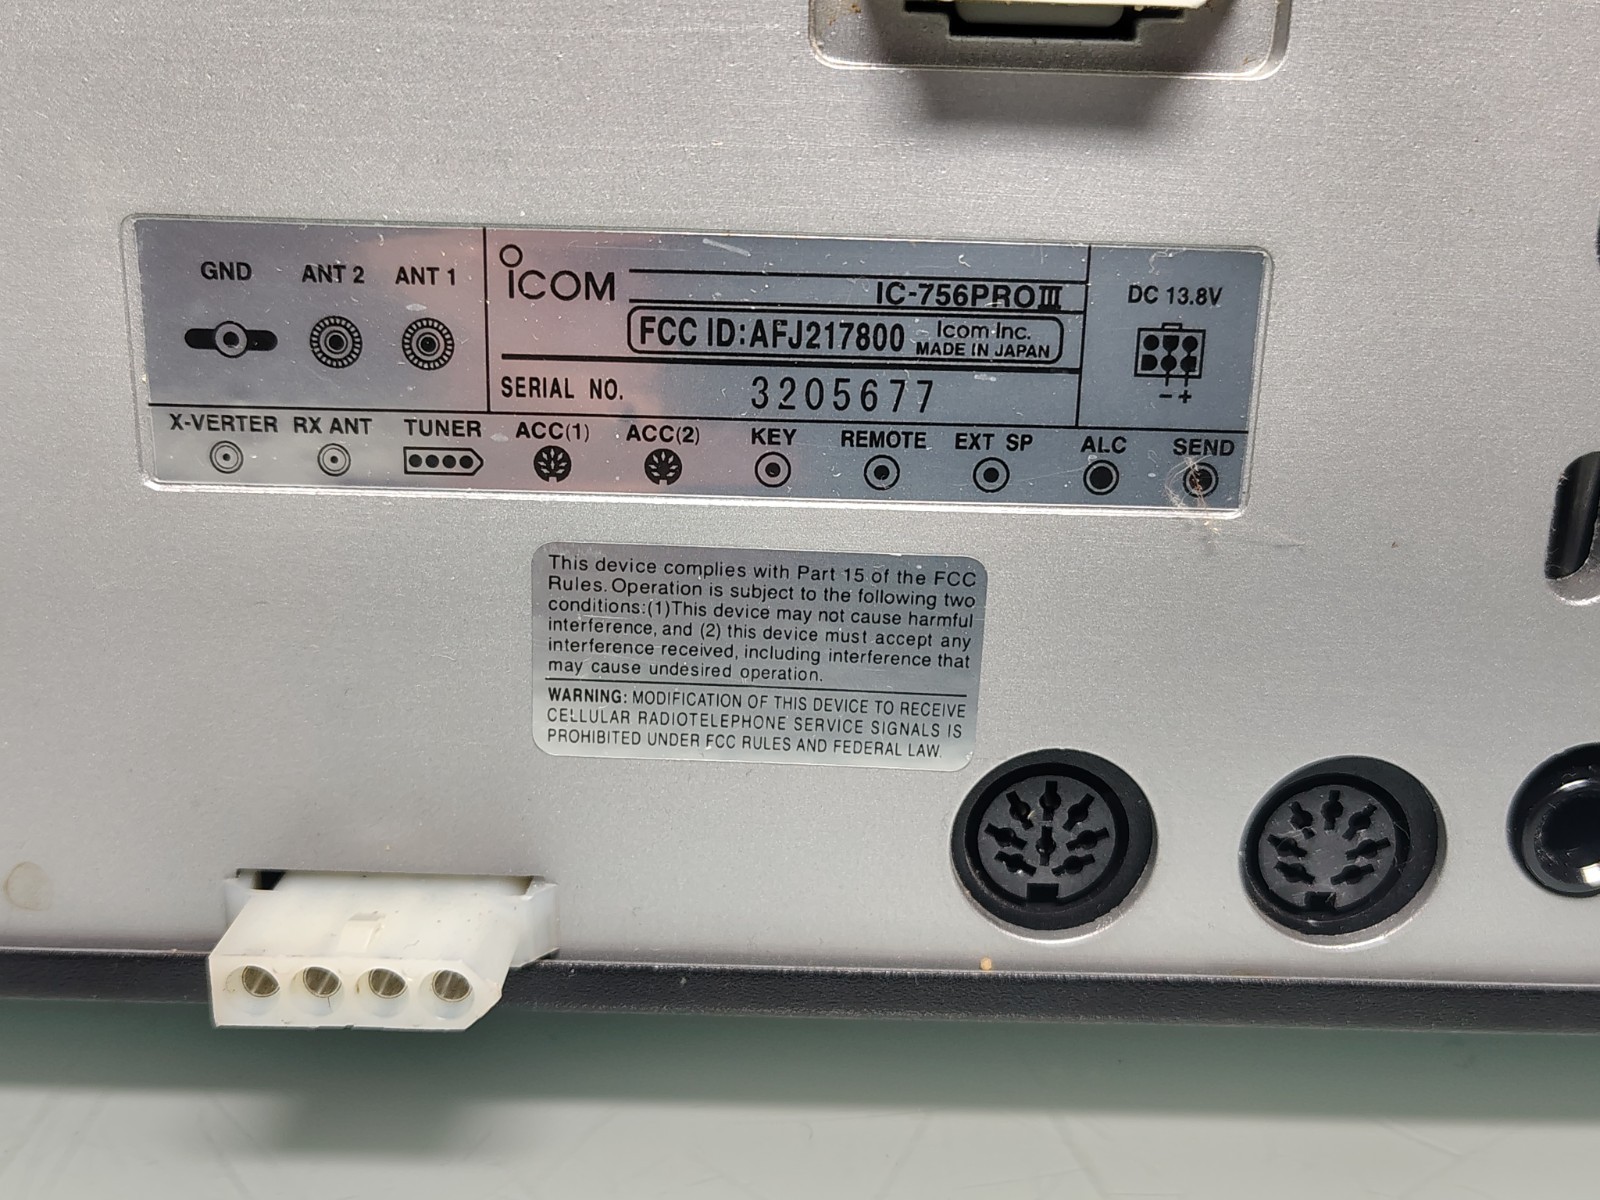 GND ANT 2 ANT 1
ICOM
IC-756PROIII
DC 13.8V
FCC ID:AFJ217800 Icom Inc.
MADE IN JAPAN
SERIAL NO. 3205677
- +
X-VERTER RX ANT TUNER ACC(1) ACC(2) KEY REMOTE EXT SP ALC SEND
This device complies with Part 15 of the FCC
Rules. Operation is subject to the following two
conditions:(1)This device may not cause harmful
interference, and (2) this device must accept any
interference received, including interference that
may cause undesired operation.
WARNING: MODIFICATION OF THIS DEVICE TO RECEIVE
CELLULAR RADIOTELEPHONE SERVICE SIGNALS IS
PROHIBITED UNDER FCC RULES AND FEDERAL LAW.